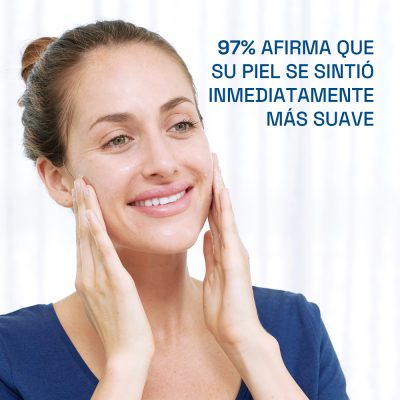 97% AFIRMA QUE
SU PIEL SE SINTIÓ
INMEDIATAMENTE
MÁS SUAVE